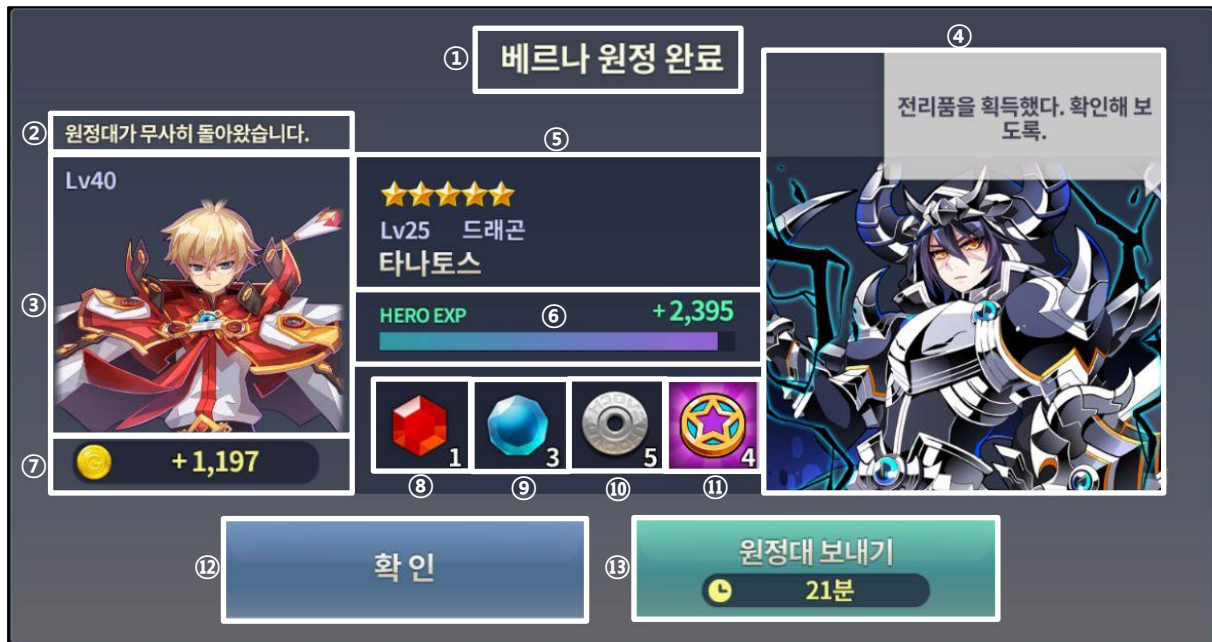 ① 베르나 원정 완료
② 원정대가 무사히 돌아왔습니다.
③
Lv40
④
전리품을 획득했다. 확인해 보
도록.
⑤
Lv25 드래곤
타나토스
⑥
HERO EXP +2,395
⑦ +1,197
1
3
5
4
⑧
⑨
⑩
⑪
⑫ 확 인
⑬ 원정대 보내기
21분